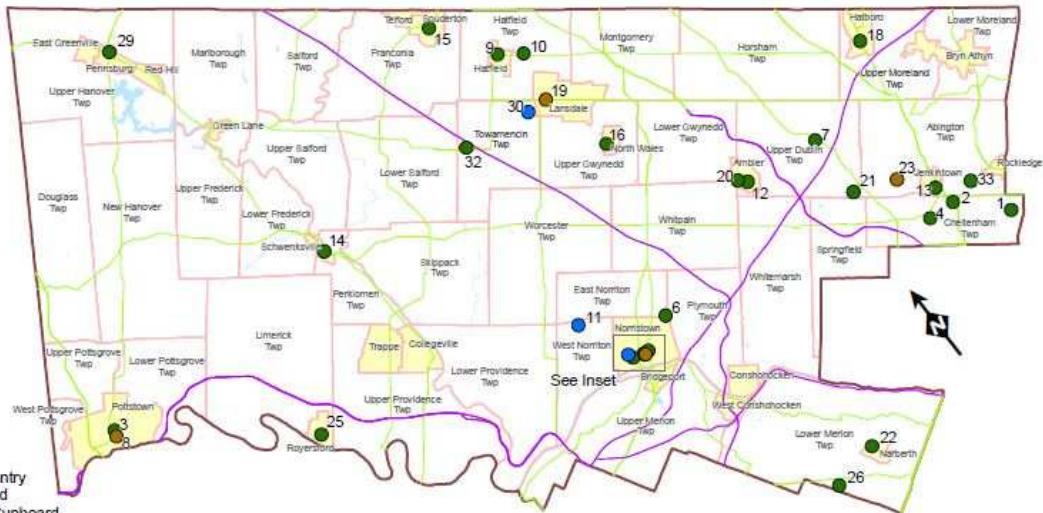 East Greenville
29
Pennsburg
Red Hill
Upper Hanover
Twp
Marlborough
Twp
Salford
Twp
Telford
Souderton
15
Franconia
Twp
Hatfield
Twp
9
10
Hatfield
Montgomery
Twp
Horsham
Twp
Hatboro
18
Lower Moreland
Twp
Bryn Athyn
Upper Moreland
Twp
19
Lansdale
30
Towamencin
Twp
32
Green Lane
Upper Salford
Twp
Lower Salford
Twp
16
North Wales
Upper Gwynedd
Twp
Lower Gwynedd
Twp
Ambler
20
12
7
Upper Dublin
Twp
Abington
Twp
21
23
Jenkintown
13
33
Rockledge
2
4
1
Cheltenham
Twp
Douglass
Twp
New Hanover
Twp
Upper Frederick
Twp
Lower Frederick
Twp
Schwenksville
14
Perkiomen
Twp
Skippack
Twp
Worcester
Twp
Whitpain
Twp
Springfield
Twp
Whitemarsh
Twp
East Norriton
Twp
11
West Norriton
Twp
6
Plymouth
Twp
Norristown
See Inset
Bridgeport
Conshohocken
West Conshohocken
Upper Merion
Twp
N
Upper Pottsgrove
Twp
Lower Pottsgrove
Twp
Limerick
Twp
Trappe
Collegeville
Lower Providence
Twp
Upper Providence
Twp
West Pottsgrove
Twp
Pottstown
3
8
25
Royersford
Lower Merion
Twp
22
Narberth
26
ntry
d
Cupboard